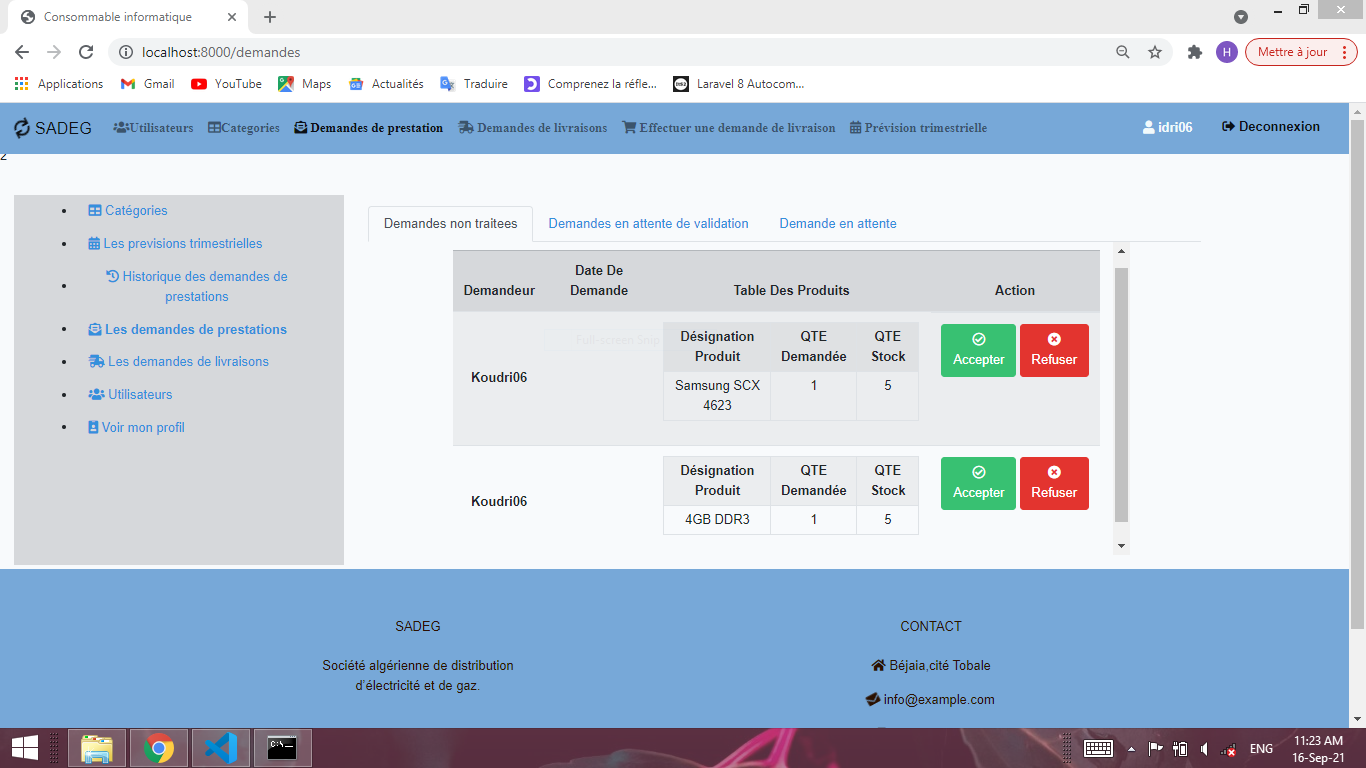 Consommable informatique
localhost:8000/demandes
H
Mettre à jour
Applications
Gmail
YouTube
Maps
Actualités
Traduire
Comprenez la réfle...
Laravel 8 Autocom...
SADEG
Utilisateurs
Categories
Demandes de prestation
Demandes de livraisons
Effectuer une demande de livraison
Prévision trimestrielle
idri06
Deconnexion
2
Catégories
Les previsions trimestrielles
Historique des demandes de
prestations
Les demandes de prestations
Les demandes de livraisons
Utilisateurs
Voir mon profil
Demandes non traitees
Demandes en attente de validation
Demande en attente
Demandeur
Date De
Demande
Table Des Produits
Action
Koudri06
Full-screen Snip
Désignation
Produit
QTE
Demandée
QTE
Stock
Samsung SCX
4623
1
5
Accepter
Refuser
Koudri06
Désignation
Produit
QTE
Demandée
QTE
Stock
4GB DDR3
1
5
Accepter
Refuser
SADEG
Société algérienne de distribution
d'électricité et de gaz.
CONTACT
Béjaia,cité Tobale
info@example.com
C:\._
ENG
11:23 AM
16-Sep-21